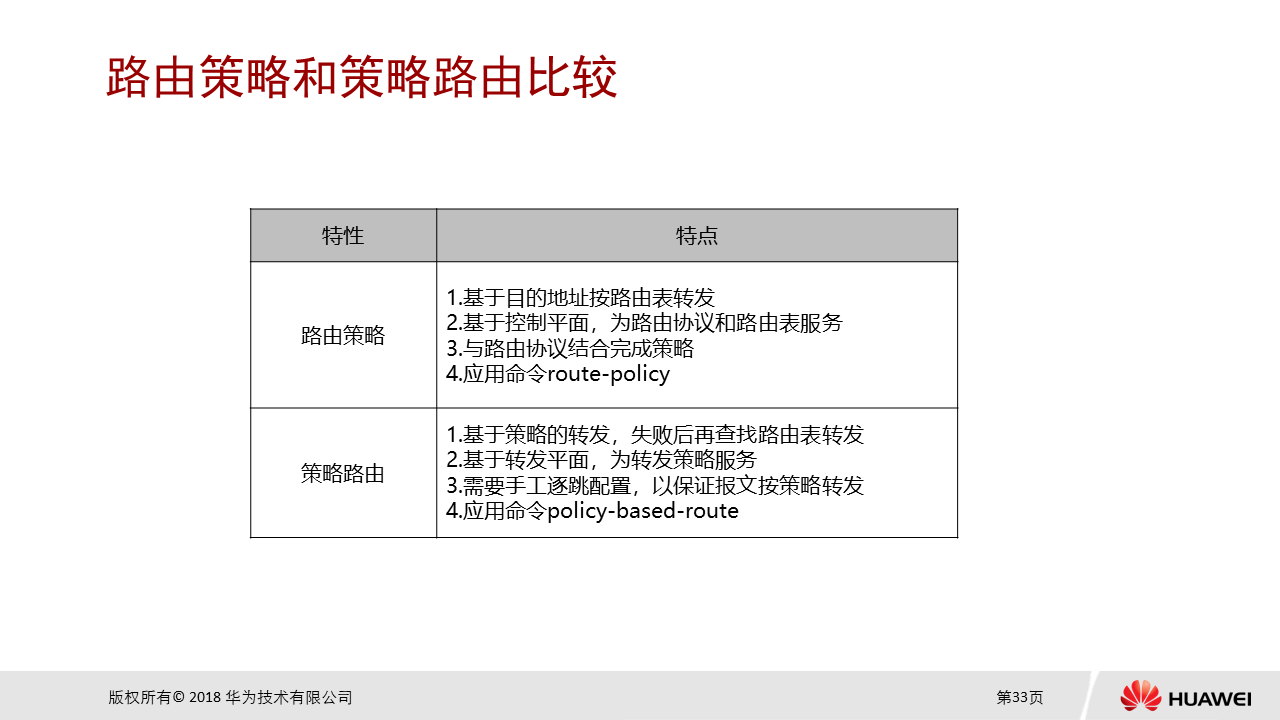 路由策略和策略路由比较
特性
特点
路由策略
1.基于目的地址按路由表转发
2.基于控制平面，为路由协议和路由表服务
3.与路由协议结合完成策略
4.应用命令route-policy
策略路由
1.基于策略的转发，失败后再查找路由表转发
2.基于转发平面，为转发策略服务
3.需要手工逐跳配置，以保证报文按策略转发
4.应用命令policy-based-route
版权所有© 2018 华为技术有限公司
第33页
HUAWEI